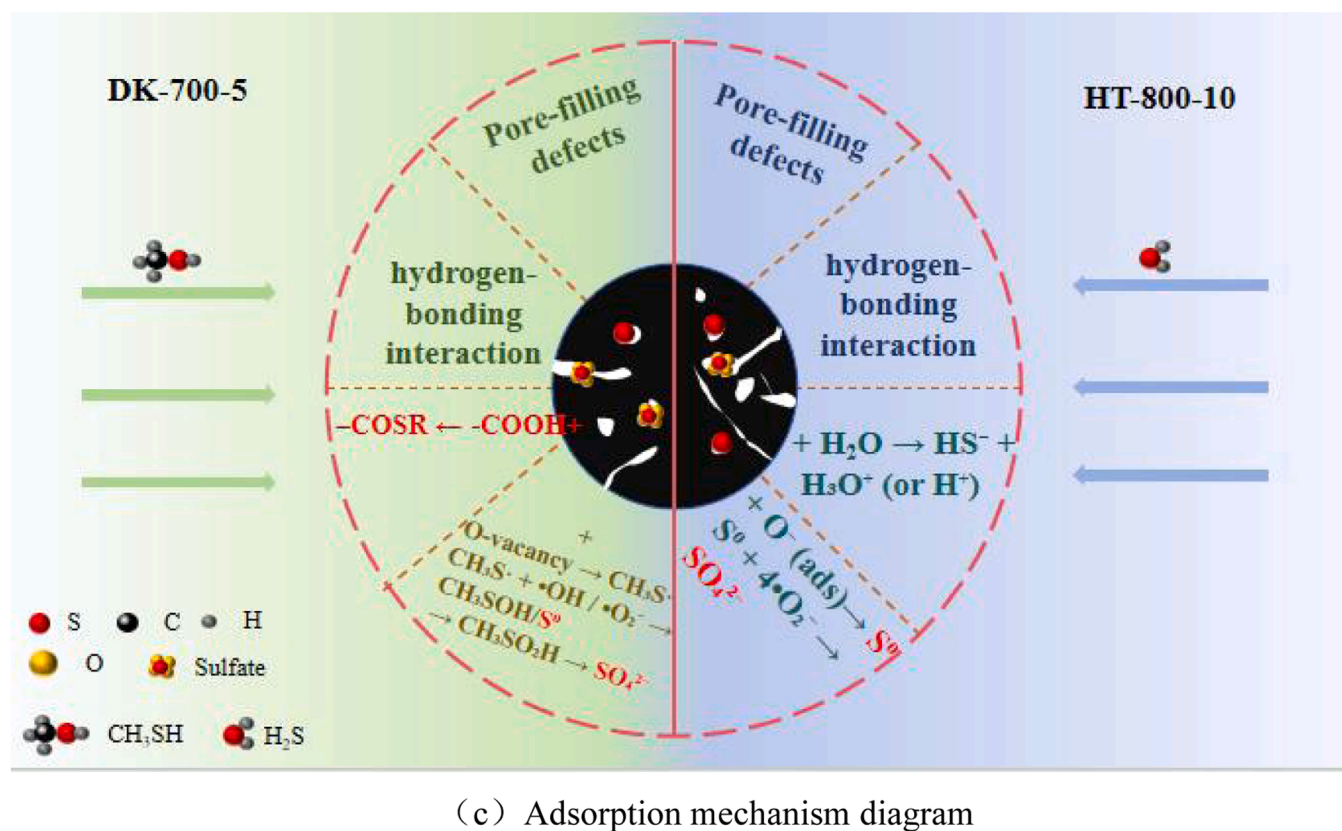 DK-700-5
HT-800-10
Pore-filling
defects
Pore-filling
defects
hydrogen-
bonding
interaction
hydrogen-
bonding
interaction
–COSR ← -COOH+
+ H₂O → HS⁻ +
H₃O⁺ (or H⁺)
+
O-vacancy → CH₃S·
CH₃S· + •OH / •O₂⁻ →
CH₃SOH/S⁰
→ CH₃SO₂H → SO₄²⁻
+ O⁻ (ads) → S⁰
S⁰ + 4•O₂⁻ →
SO₄²⁻
S C H
O Sulfate
CH₃SH H₂S
（c）Adsorption mechanism diagram